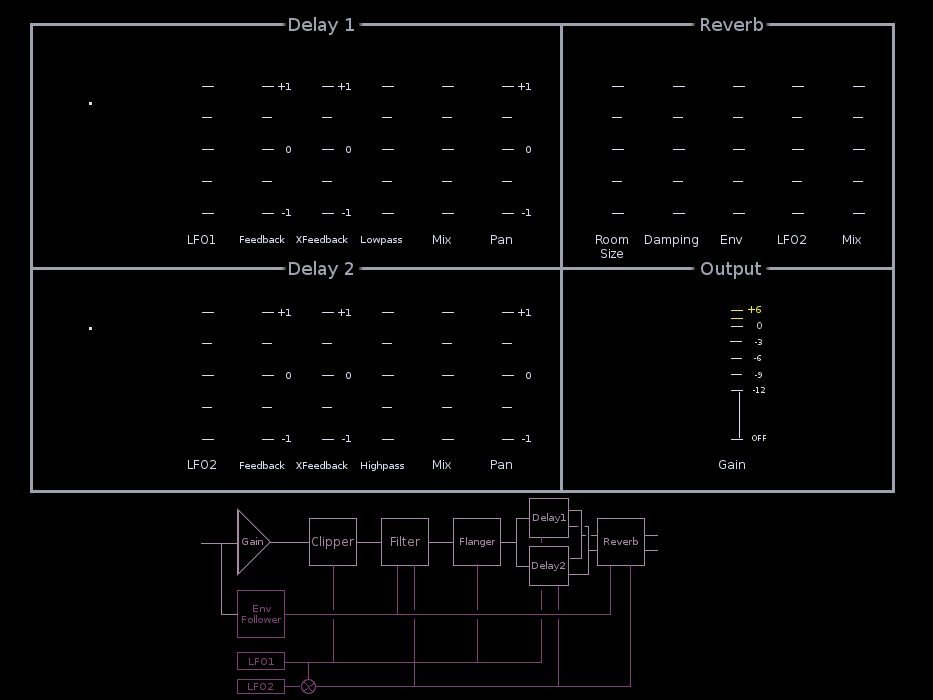 Delay 1
Reverb
+1 +1 +1
0 0 0
-1 -1 -1
LFO1 Feedback XFeedback Lowpass Mix Pan
Room Size Damping Env LFO2 Mix
Delay 2
Output
+1 +1 +1
0 0 0
-1 -1 -1
LFO2 Feedback XFeedback Highpass Mix Pan
+6
0
-3
-6
-9
-12
OFF
Gain
Gain
Clipper
Filter
Flanger
Delay1
Delay2
Reverb
Env
Follower
LFO1
LFO2